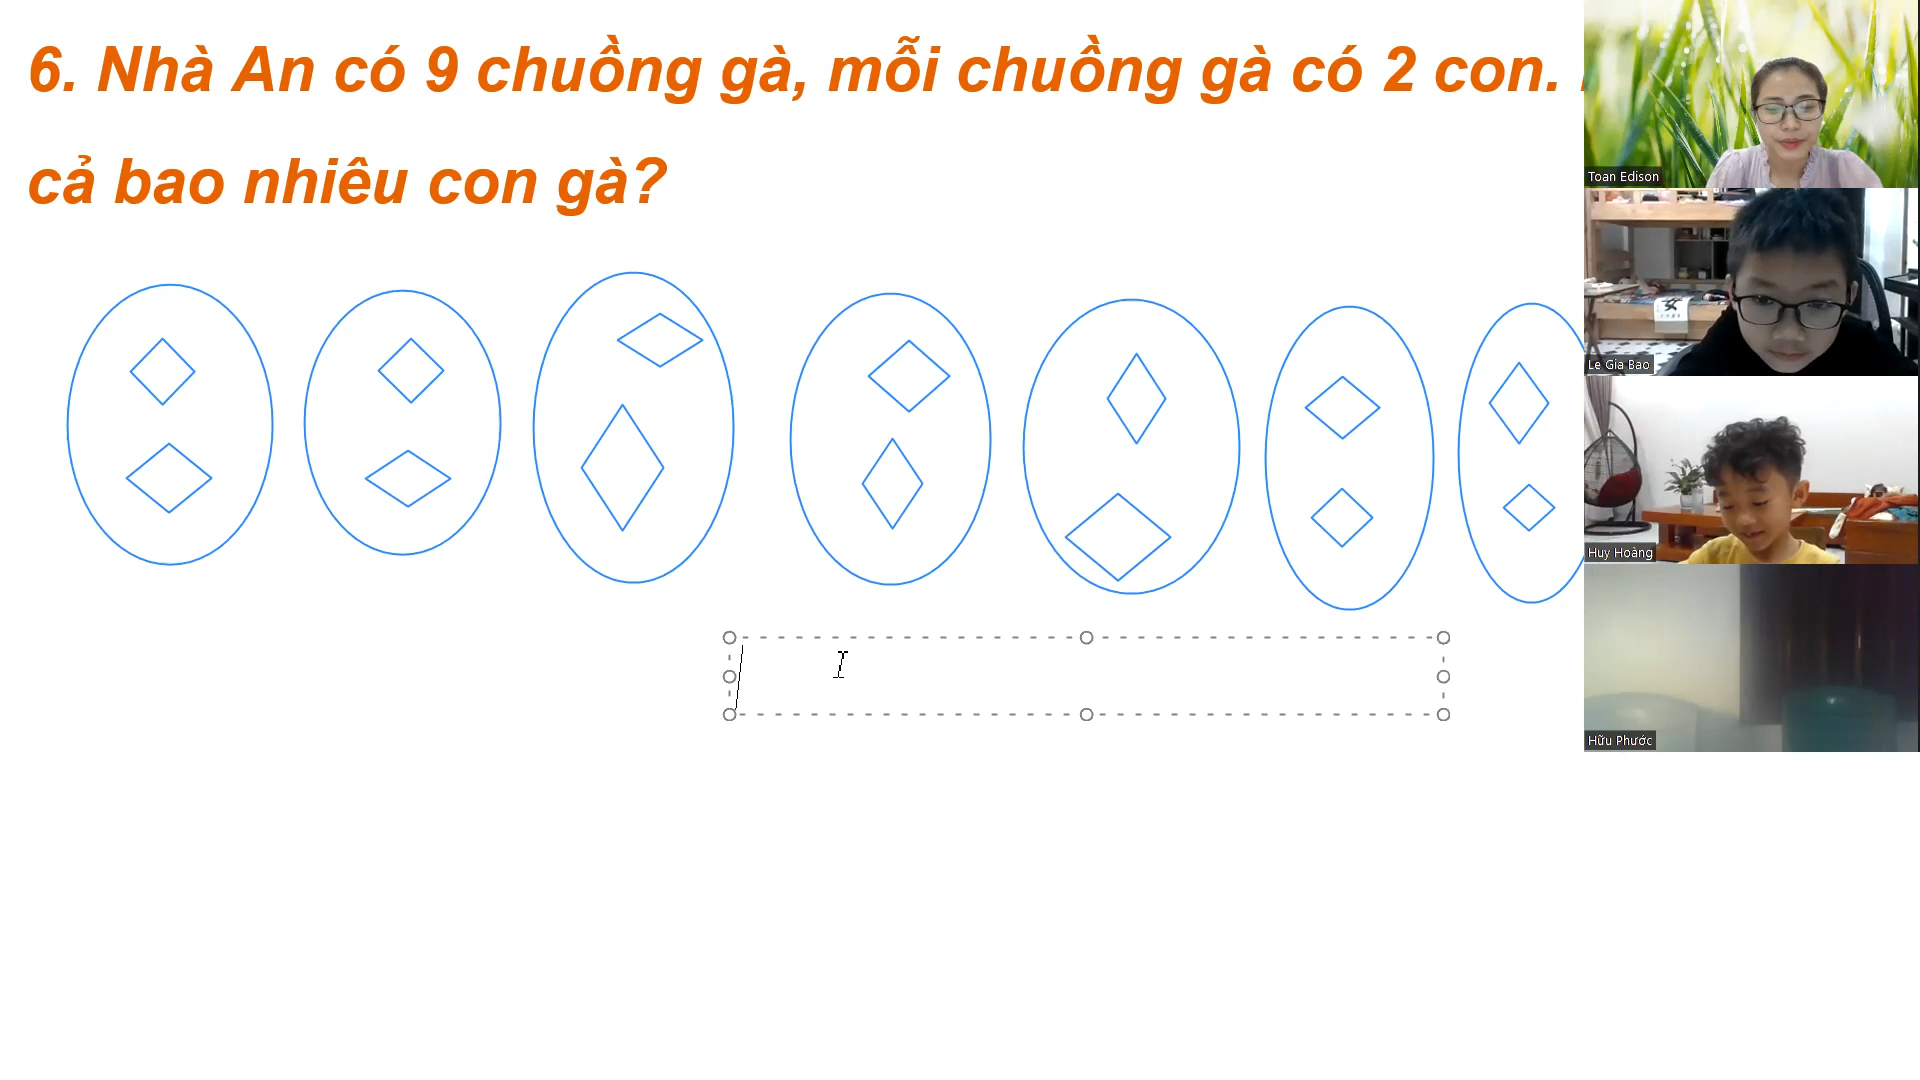 6. Nhà An có 9 chuồng gà, mỗi chuồng gà có 2 con.
cả bao nhiêu con gà?
Toan Edison
Le Gia Bao
Huy Hoàng
Hữu Phước